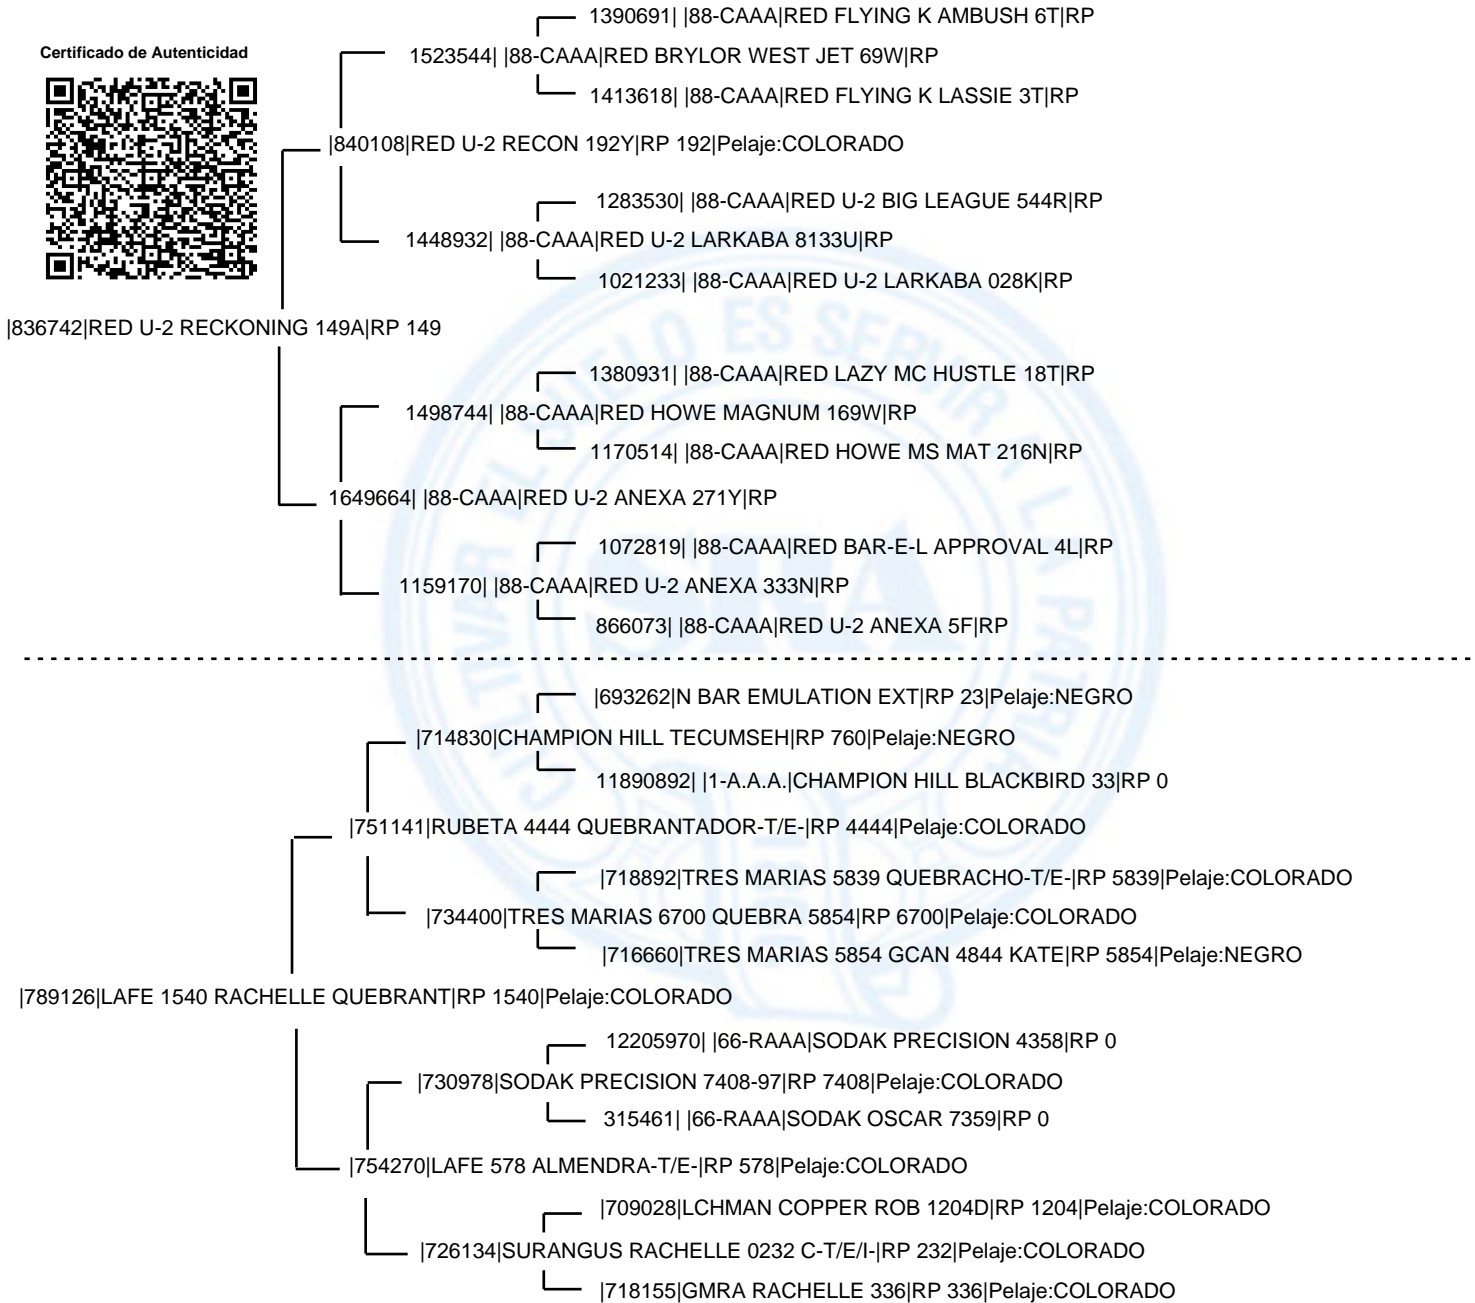 1390691| |88-CAAA|RED FLYING K AMBUSH 6T|RP
Certificado de Autenticidad
1523544| |88-CAAA|RED BRYLOR WEST JET 69W|RP
1413618| |88-CAAA|RED FLYING K LASSIE 3T|RP
|840108|RED U-2 RECON 192Y|RP 192|Pelaje:COLORADO
1283530| |88-CAAA|RED U-2 BIG LEAGUE 544R|RP
1448932| |88-CAAA|RED U-2 LARKABA 8133U|RP
1021233| |88-CAAA|RED U-2 LARKABA 028K|RP
|836742|RED U-2 RECKONING 149A|RP 149
1380931| |88-CAAA|RED LAZY MC HUSTLE 18T|RP
1498744| |88-CAAA|RED HOWE MAGNUM 169W|RP
1170514| |88-CAAA|RED HOWE MS MAT 216N|RP
1649664| |88-CAAA|RED U-2 ANEXA 271Y|RP
1072819| |88-CAAA|RED BAR-E-L APPROVAL 4L|RP
1159170| |88-CAAA|RED U-2 ANEXA 333N|RP
866073| |88-CAAA|RED U-2 ANEXA 5F|RP
|693262|N BAR EMULATION EXT|RP 23|Pelaje:NEGRO
|714830|CHAMPION HILL TECUMSEH|RP 760|Pelaje:NEGRO
11890892| |1-A.A.A.|CHAMPION HILL BLACKBIRD 33|RP 0
|751141|RUBETA 4444 QUEBRANTADOR-T/E-|RP 4444|Pelaje:COLORADO
|718892|TRES MARIAS 5839 QUEBRACHO-T/E-|RP 5839|Pelaje:COLORADO
|734400|TRES MARIAS 6700 QUEBRA 5854|RP 6700|Pelaje:COLORADO
|716660|TRES MARIAS 5854 GCAN 4844 KATE|RP 5854|Pelaje:NEGRO
|789126|LAFE 1540 RACHELLE QUEBRANT|RP 1540|Pelaje:COLORADO
12205970| |66-RAAA|SODAK PRECISION 4358|RP 0
|730978|SODAK PRECISION 7408-97|RP 7408|Pelaje:COLORADO
315461| |66-RAAA|SODAK OSCAR 7359|RP 0
|754270|LAFE 578 ALMENDRA-T/E-|RP 578|Pelaje:COLORADO
|709028|LCHMAN COPPER ROB 1204D|RP 1204|Pelaje:COLORADO
|726134|SURANGUS RACHELLE 0232 C-T/E/I-|RP 232|Pelaje:COLORADO
|718155|GMRA RACHELLE 336|RP 336|Pelaje:COLORADO
CULTIVAR EL SUELO ES SERVIR A LA PATRIA
SRA
1866